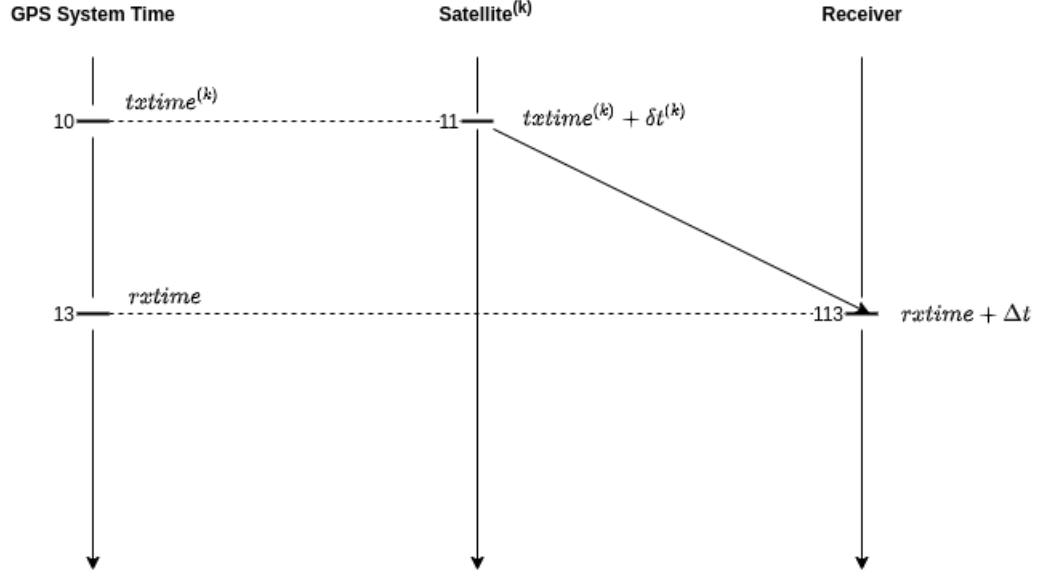 GPS System Time Satellite(k) Receiver
txtime(k)
10 11 txtime(k) + δt(k)
rxtime
13 113 rxtime + Δt